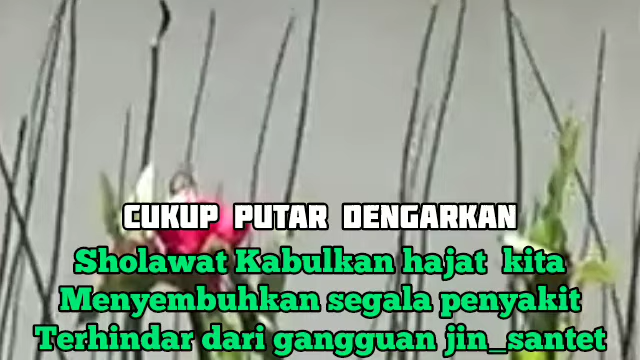 CUKUP PUTAR DENGARKAN
Sholawat Kabulkan hajat kita
Menyembuhkan segala penyakit
Terhindar dari gangguan jin_santet